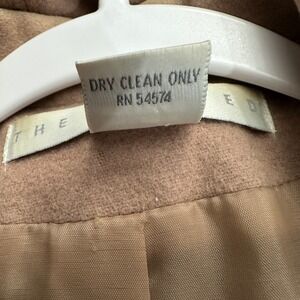 DRY CLEAN ONLY
RN 54574
THE
ED